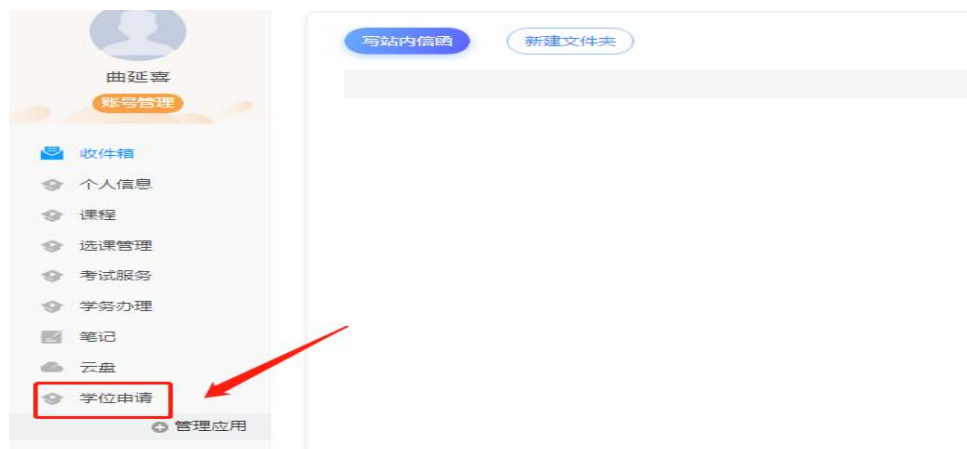 写站内信函 新建文件夹
曲延喜
账号管理
收件箱
个人信息
课程
选课管理
考试服务
学务办理
笔记
云盘
学位申请
管理应用